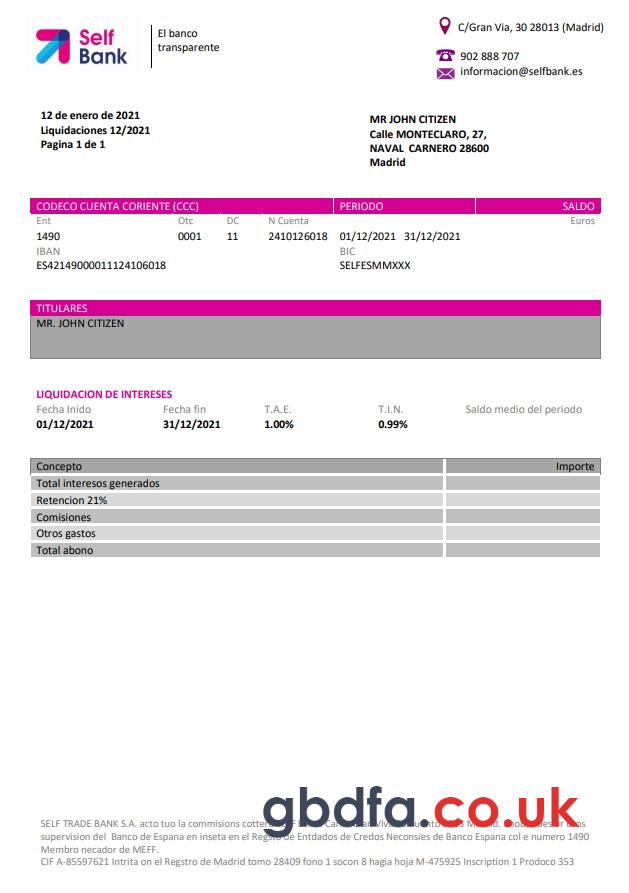 Self Bank
El banco
transparente
C/Gran Via, 30 28013 (Madrid)
902 888 707
informacion@selfbank.es
12 de enero de 2021
Liquidaciones 12/2021
Pagina 1 de 1
MR JOHN CITIZEN
Calle MONTECLARO, 27,
NAVAL CARNERO 28600
Madrid
CODECO CUENTA CORIENTE (CCC) PERIODO SALDO
Ent Otc DC N Cuenta Euros
1490 0001 11 2410126018 01/12/2021 31/12/2021
IBAN BIC
ES42149000011124106018 SELFESMMXXX
TITULARES
MR. JOHN CITIZEN
LIQUIDACION DE INTERESES
Fecha Inido Fecha fin T.A.E. T.I.N. Saldo medio del periodo
01/12/2021 31/12/2021 1.00% 0.99%
Concepto Importe
Total interesos generados
Retencion 21%
Comisiones
Otros gastos
Total abono
gbdfa.co.uk
SELF TRADE BANK S.A. acto tuo la commisions
supervision del Banco de Espana en inseta en el Regsto de Entdados de Credos Neconsies de Banco Espana col e numero 1490
Membro necador de MEFF.
CIF A-85597621 Intrita on el Regstro de Madrid tomo 28409 fono 1 socon 8 hagia hoja M-475925 Inscription 1 Prodoco 353